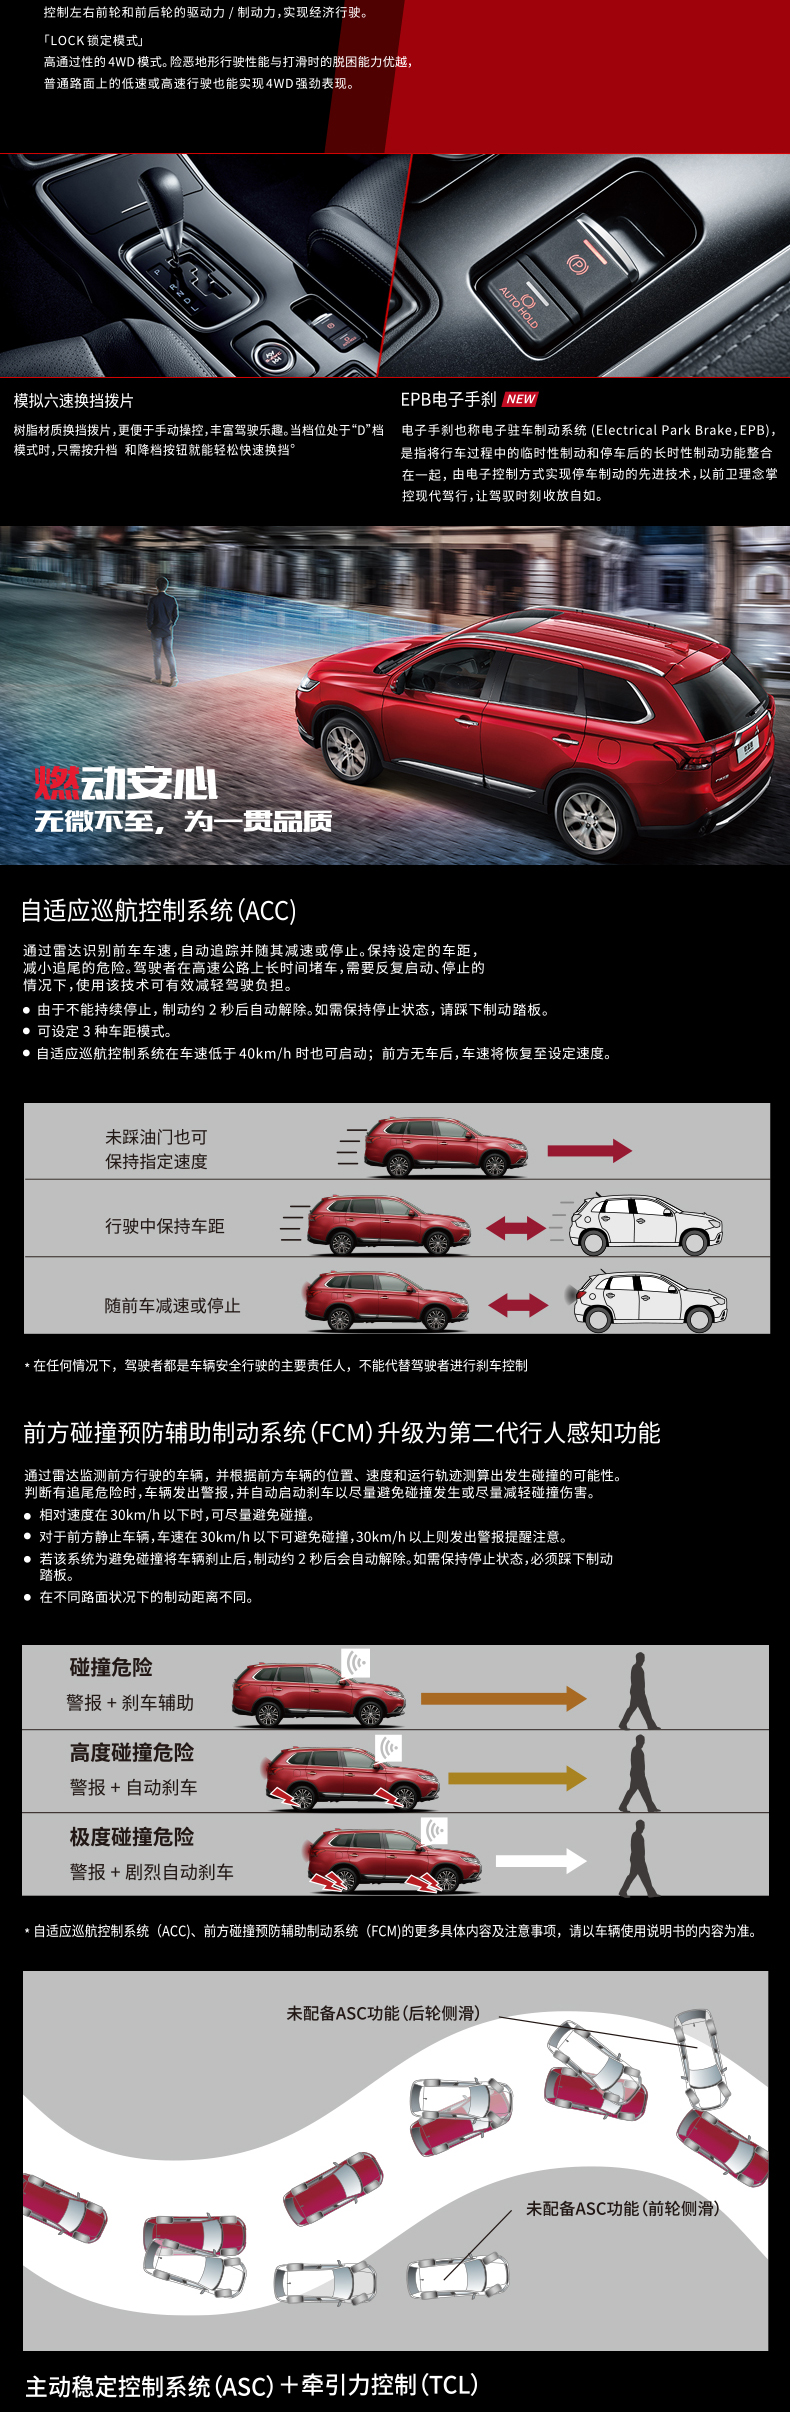 控制左右前轮和前后轮的驱动力 / 制动力,实现经济行驶。
「LOCK 锁定模式」
高通过性的 4WD 模式。险恶地形行驶性能与打滑时的脱困能力优越,
普通路面上的低速或高速行驶也能实现 4WD 强劲表现。
P
R
N
D
L
AUTO HOLD
P
模拟六速换挡拨片
树脂材质换挡拨片,更便于手动操控,丰富驾驶乐趣。当档位处于“D”档
模式时,只需按升档 和降档按钮就能轻松快速换挡°
EPB电子手刹 NEW
电子手刹也称电子驻车制动系统 (Electrical Park Brake,EPB),
是指将行车过程中的临时性制动和停车后的长时性制动功能整合
在一起, 由电子控制方式实现停车制动的先进技术,以前卫理念掌
控现代驾行,让驾驭时刻收放自如。
燃动安心
无微不至，为一贯品质
自适应巡航控制系统(ACC)
通过雷达识别前车车速,自动追踪并随其减速或停止。保持设定的车距,
减小追尾的危险。驾驶者在高速公路上长时间堵车,需要反复启动、停止的
情况下,使用该技术可有效减轻驾驶负担。
● 由于不能持续停止, 制动约 2 秒后自动解除。如需保持停止状态, 请踩下制动踏板。
● 可设定 3 种车距模式。
● 自适应巡航控制系统在车速低于 40km/h 时也可启动；前方无车后,车速将恢复至设定速度。
未踩油门也可
保持指定速度
行驶中保持车距
随前车减速或停止
* 在任何情况下，驾驶者都是车辆安全行驶的主要责任人，不能代替驾驶者进行刹车控制
前方碰撞预防辅助制动系统(FCM)升级为第二代行人感知功能
通过雷达监测前方行驶的车辆，并根据前方车辆的位置、速度和运行轨迹测算出发生碰撞的可能性。
判断有追尾危险时,车辆发出警报,并自动启动刹车以尽量避免碰撞发生或尽量减轻碰撞伤害。
● 相对速度在 30km/h 以下时,可尽量避免碰撞。
● 对于前方静止车辆,车速在 30km/h 以下可避免碰撞,30km/h 以上则发出警报提醒注意。
● 若该系统为避免碰撞将车辆刹止后,制动约 2 秒后会自动解除。如需保持停止状态,必须踩下制动
踏板。
● 在不同路面状况下的制动距离不同。
碰撞危险
警报 + 刹车辅助
高度碰撞危险
警报 + 自动刹车
极度碰撞危险
警报 + 剧烈自动刹车
* 自适应巡航控制系统（ACC)、前方碰撞预防辅助制动系统（FCM)的更多具体内容及注意事项，请以车辆使用说明书的内容为准。
未配备ASC功能(后轮侧滑)
未配备ASC功能(前轮侧滑)
主动稳定控制系统(ASC)＋牵引力控制(TCL)